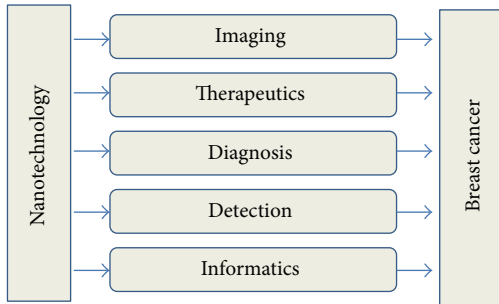 Nanotechnology
Imaging
Therapeutics
Diagnosis
Detection
Informatics
Breast cancer